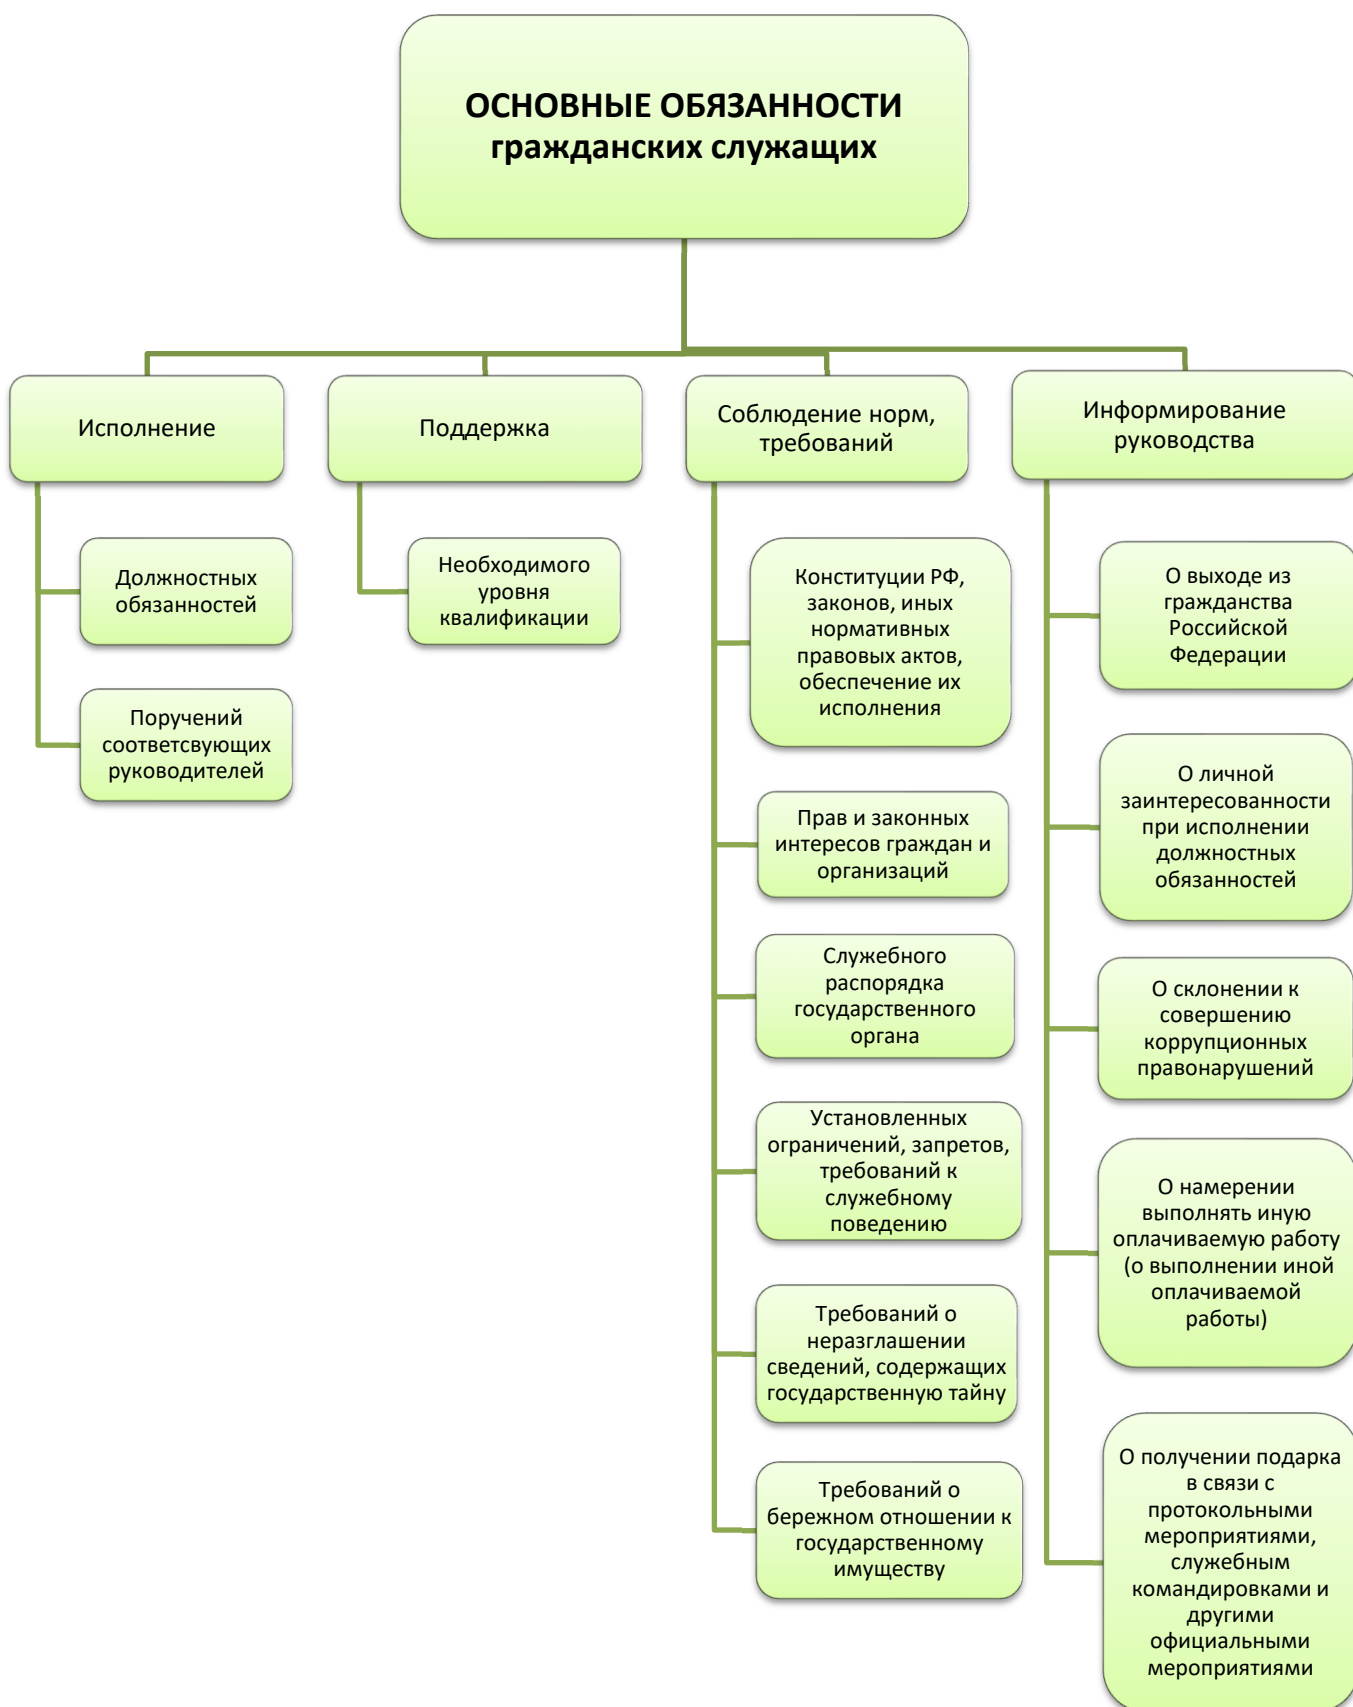 ОСНОВНЫЕ ОБЯЗАННОСТИ
гражданских служащих
Исполнение
Должностных
обязанностей
Поручений
соответсвующих
руководителей
Поддержка
Необходимого
уровня
квалификации
Соблюдение норм,
требований
Конституции РФ,
законов, иных
нормативных
правовых актов,
обеспечение их
исполнения
Прав и законных
интересов граждан и
организаций
Служебного
распорядка
государственного
органа
Установленных
ограничений, запретов,
требований к
служебному
поведению
Требований о
неразглашении
сведений, содержащих
государственную тайну
Требований о
бережном отношении к
государственному
имуществу
Информирование
руководства
О выходе из
гражданства
Российской
Федерации
О личной
заинтересованности
при исполнении
должностных
обязанностей
О склонении к
совершению
коррупционных
правонарушений
О намерении
выполнять иную
оплачиваемую работу
(о выполнении иной
оплачиваемой
работы)
О получении подарка
в связи с
протокольными
мероприятиями,
служебным
командировками и
другими
официальными
мероприятиями